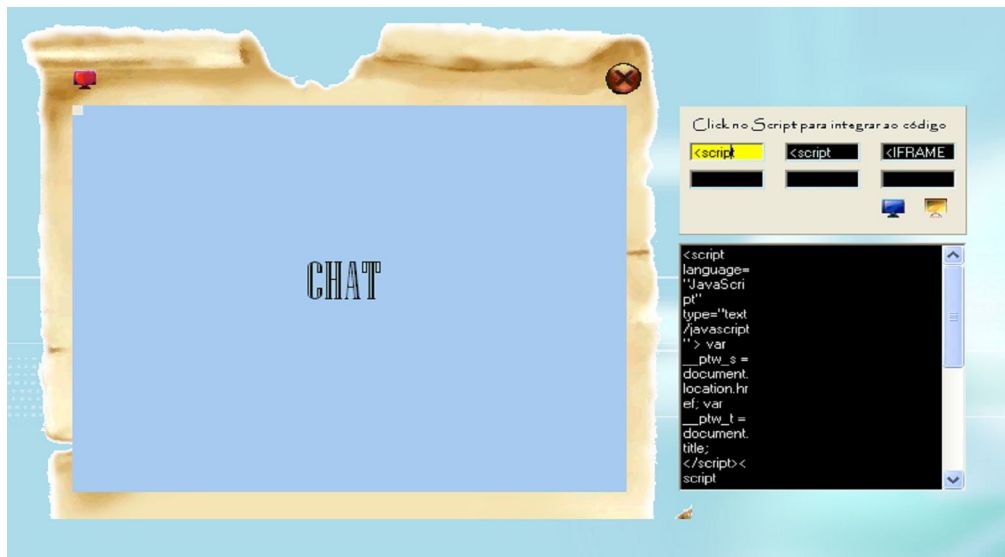 CHAT
Click no Script para integrar ao código
<script <script <IFRAME
<script
language=
"JavaScri
pt"
type="text
/javascript
" > var
__ptw_s =
document.
location.hr
ef; var
__ptw_t =
document.
title;
</script><
script